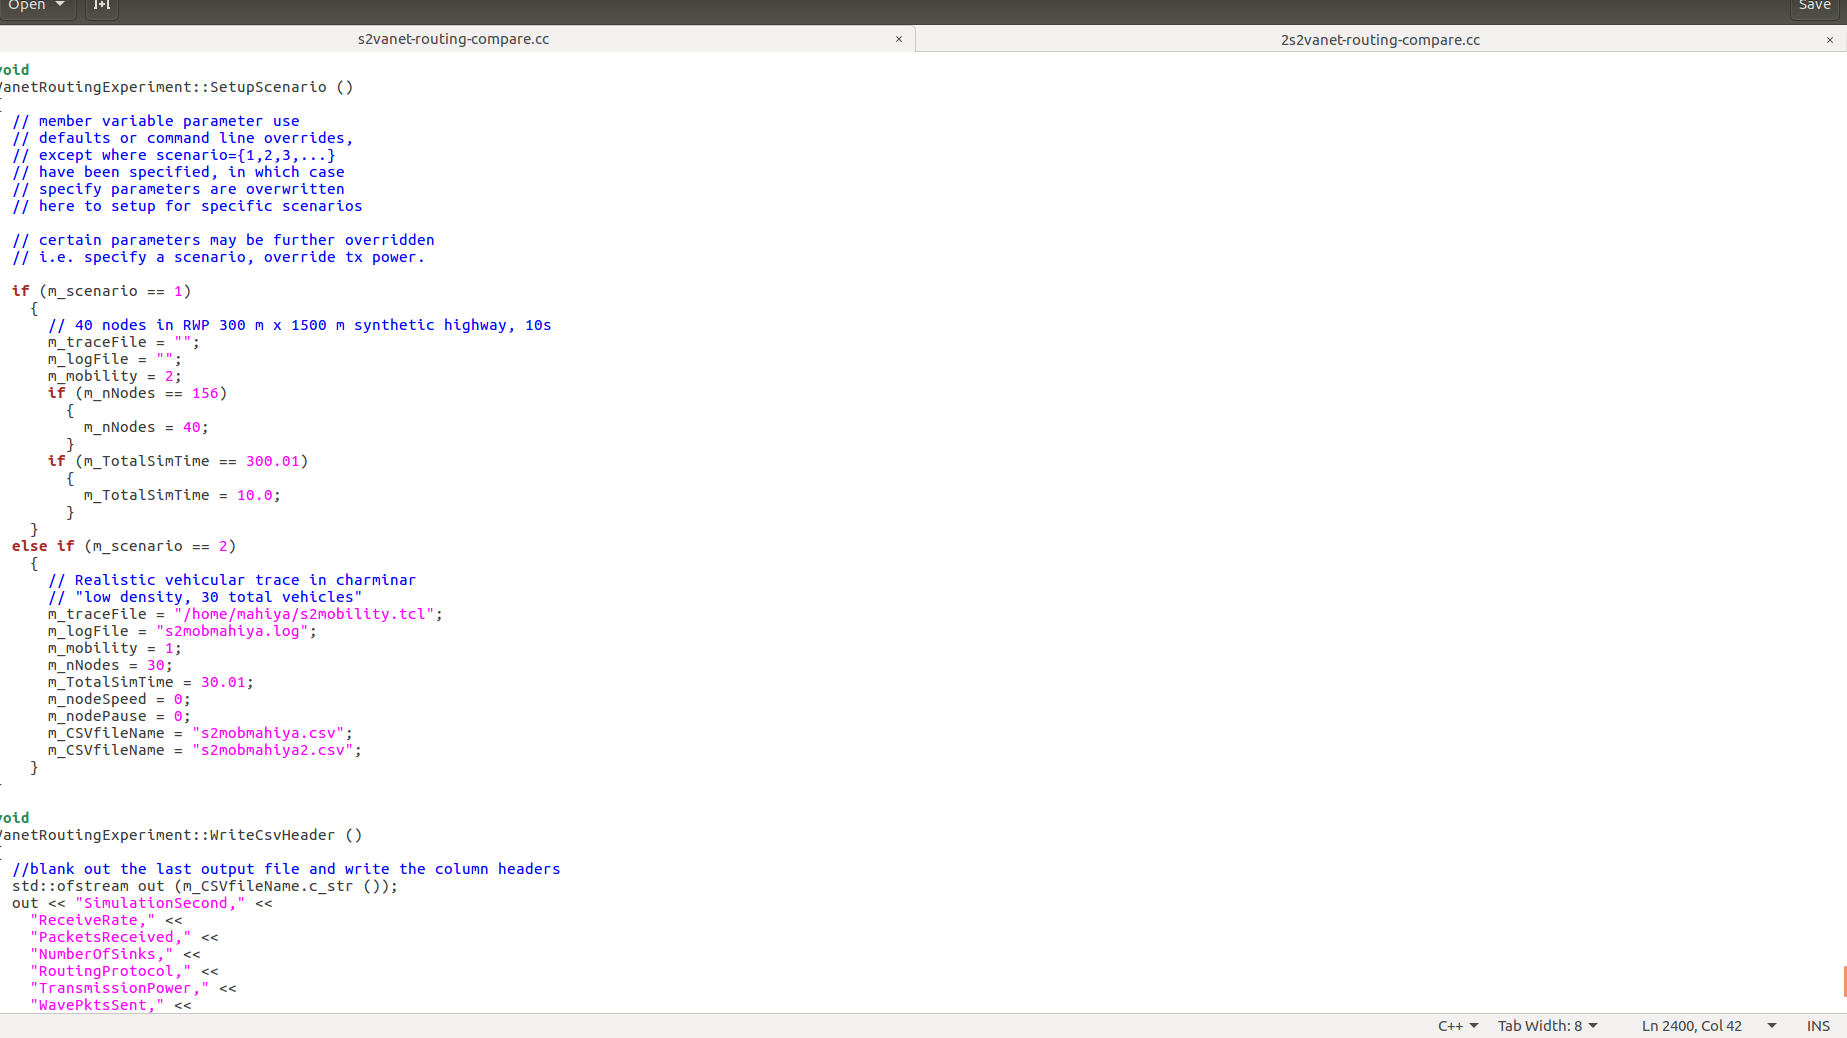 Open
Save
s2vanet-routing-compare.cc ×
2s2vanet-routing-compare.cc ×
void
VanetRoutingExperiment::SetupScenario ()
{
// member variable parameter use
// defaults or command line overrides,
// except where scenario={1,2,3,...}
// have been specified, in which case
// specify parameters are overwritten
// here to setup for specific scenarios
// certain parameters may be further overridden
// i.e. specify a scenario, override tx power.
if (m_scenario == 1)
{
// 40 nodes in RWP 300 m x 1500 m synthetic highway, 10s
m_traceFile = "";
m_logFile = "";
m_mobility = 2;
if (m_nNodes == 156)
{
m_nNodes = 40;
}
if (m_TotalSimTime == 300.01)
{
m_TotalSimTime = 10.0;
}
}
else if (m_scenario == 2)
{
// Realistic vehicular trace in charminar
// "low density, 30 total vehicles"
m_traceFile = "/home/mahiya/s2mobility.tcl";
m_logFile = "s2mobmahiya.log";
m_mobility = 1;
m_nNodes = 30;
m_TotalSimTime = 30.01;
m_nodeSpeed = 0;
m_nodePause = 0;
m_CSVfileName = "s2mobmahiya.csv";
m_CSVfileName = "s2mobmahiya2.csv";
}
}
void
VanetRoutingExperiment::WriteCsvHeader ()
{
//blank out the last output file and write the column headers
std::ofstream out (m_CSVfileName.c_str ());
out << "SimulationSecond," <<
"ReceiveRate," <<
"PacketsReceived," <<
"NumberOfSinks," <<
"RoutingProtocol," <<
"TransmissionPower," <<
"WavePktsSent," <<
C++ Tab Width: 8 Ln 2400, Col 42 INS